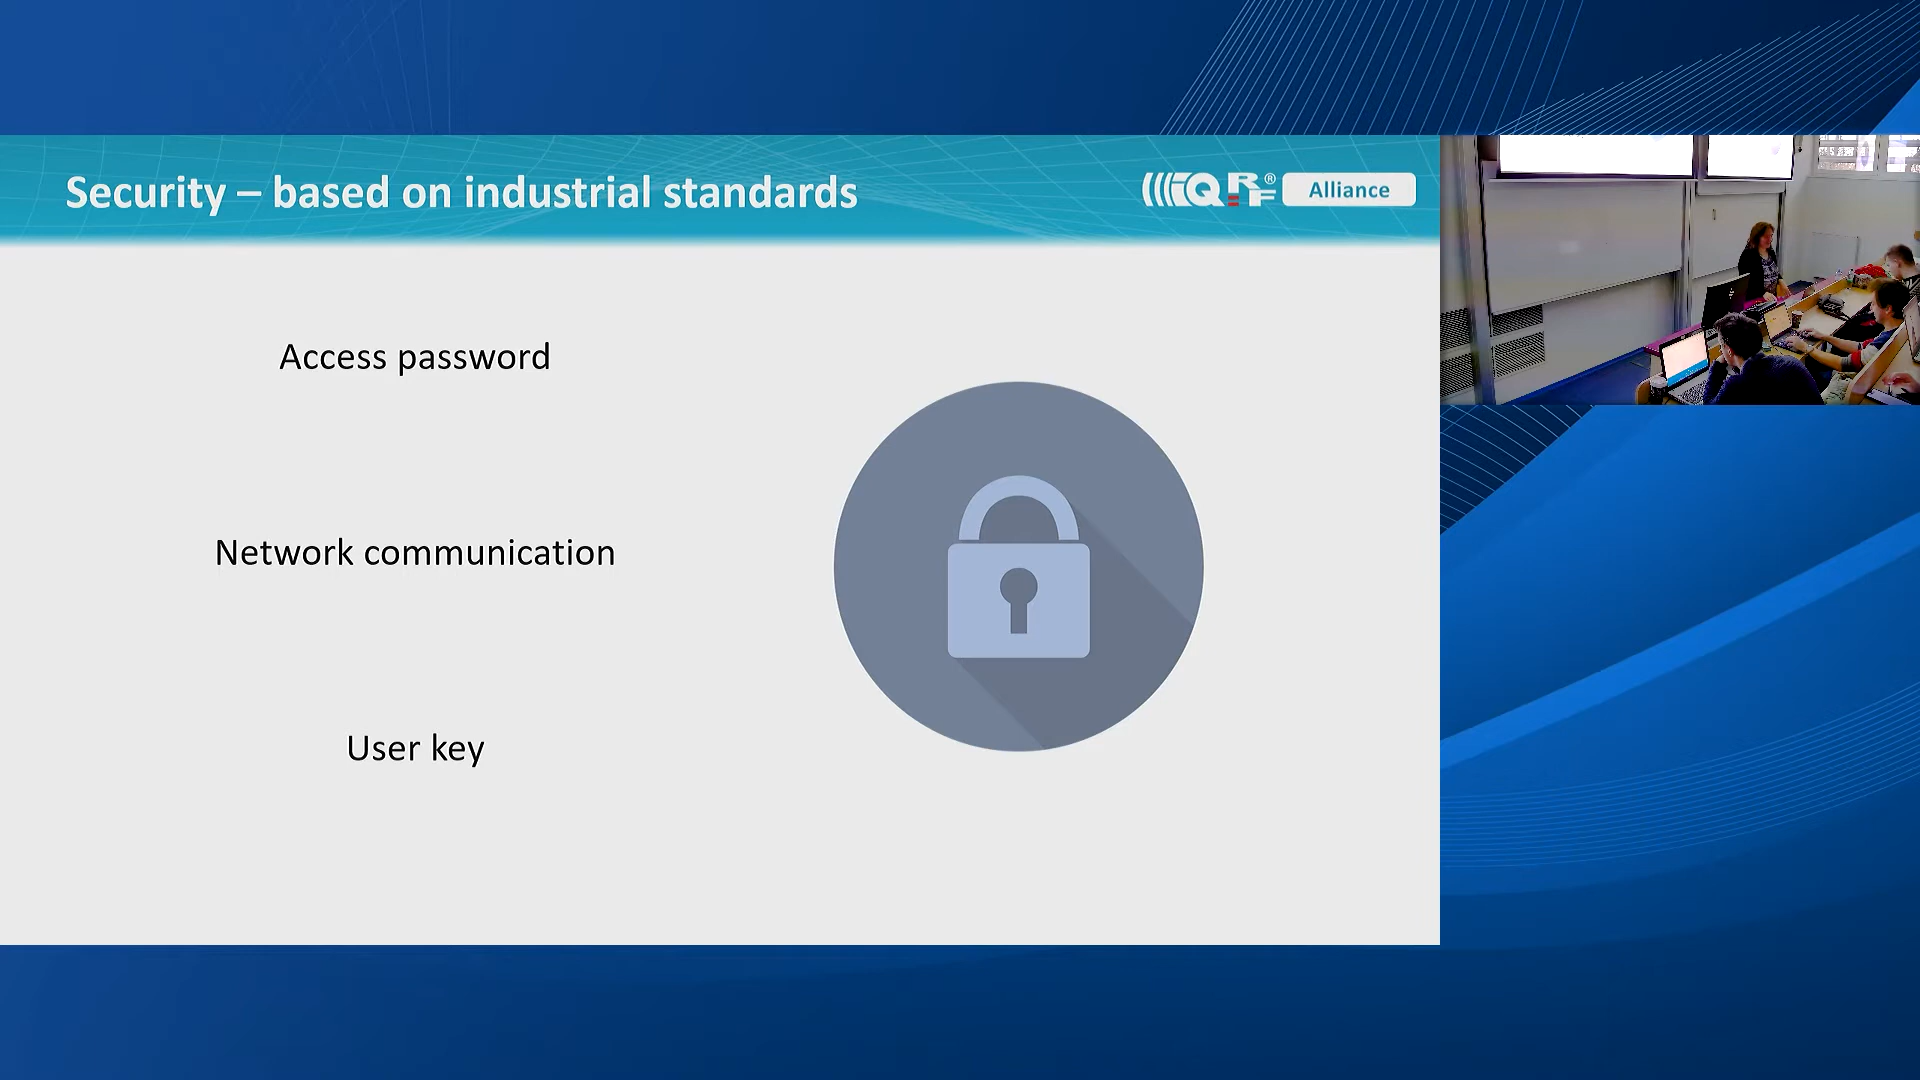 Security – based on industrial standards
IQRF® Alliance
Access password
Network communication
User key